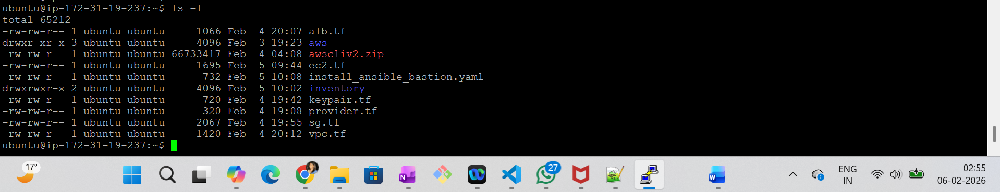 ubuntu@ip-172-31-19-237:~$ ls -l
total 65212
-rw-rw-r-- 1 ubuntu ubuntu     1066 Feb  4 20:07 alb.tf
drwxr-xr-x 3 ubuntu ubuntu     4096 Feb  3 19:23 aws
-rw-rw-r-- 1 ubuntu ubuntu 66733417 Feb  4 04:08 awscliv2.zip
-rw-rw-r-- 1 ubuntu ubuntu     1695 Feb  5 09:44 ec2.tf
-rw-rw-r-- 1 ubuntu ubuntu      732 Feb  5 10:08 install_ansible_bastion.yaml
drwxrwxr-x 2 ubuntu ubuntu     4096 Feb  5 10:02 inventory
-rw-rw-r-- 1 ubuntu ubuntu      720 Feb  4 19:42 keypair.tf
-rw-rw-r-- 1 ubuntu ubuntu      320 Feb  4 19:08 provider.tf
-rw-rw-r-- 1 ubuntu ubuntu     2067 Feb  4 19:55 sg.tf
-rw-rw-r-- 1 ubuntu ubuntu     1420 Feb  4 20:12 vpc.tf
ubuntu@ip-172-31-19-237:~$
17°
N
27
W
ENG
IN
02:55
06-02-2026